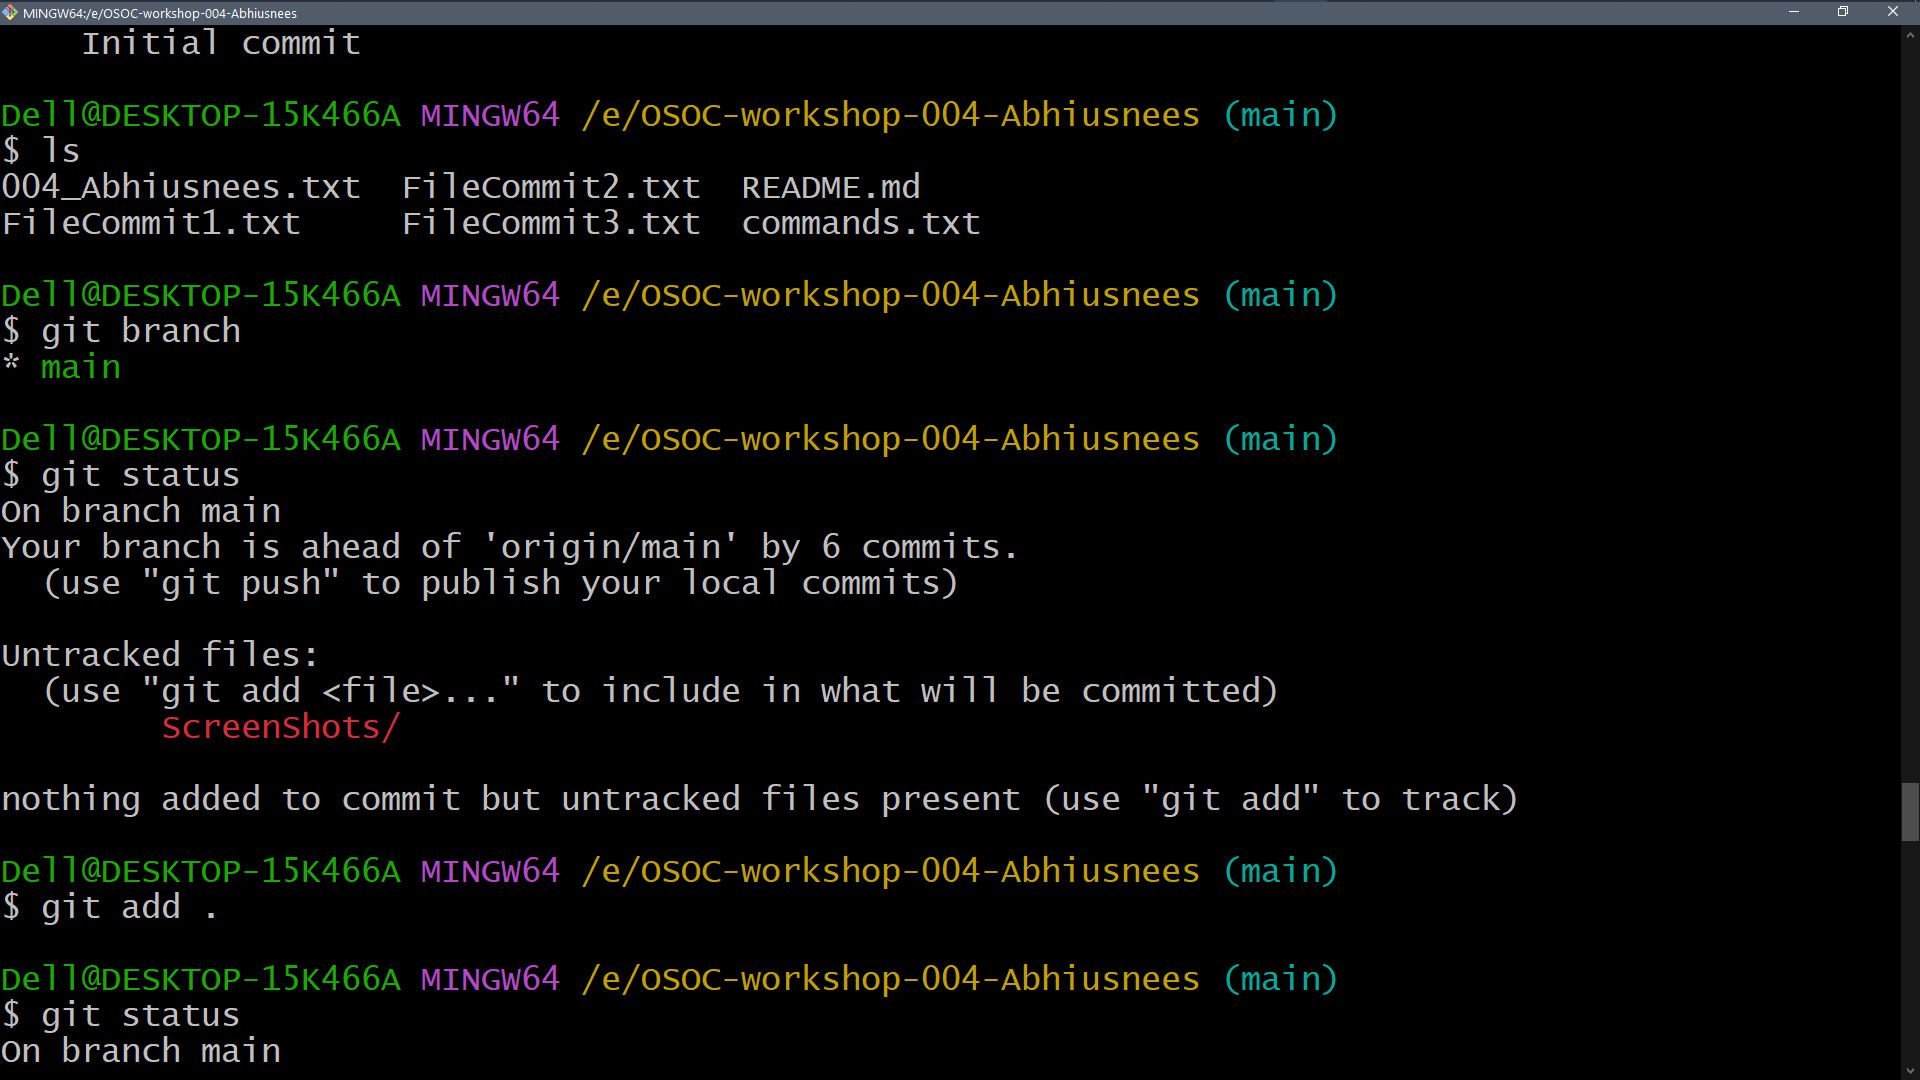 MINGW64:/e/OSOC-workshop-004-Abhiusnees
    Initial commit

Dell@DESKTOP-15K466A MINGW64 /e/OSOC-workshop-004-Abhiusnees (main)
$ ls
004_Abhiusnees.txt  FileCommit2.txt  README.md
FileCommit1.txt     FileCommit3.txt  commands.txt

Dell@DESKTOP-15K466A MINGW64 /e/OSOC-workshop-004-Abhiusnees (main)
$ git branch
* main

Dell@DESKTOP-15K466A MINGW64 /e/OSOC-workshop-004-Abhiusnees (main)
$ git status
On branch main
Your branch is ahead of 'origin/main' by 6 commits.
  (use "git push" to publish your local commits)

Untracked files:
  (use "git add <file>..." to include in what will be committed)
        ScreenShots/

nothing added to commit but untracked files present (use "git add" to track)

Dell@DESKTOP-15K466A MINGW64 /e/OSOC-workshop-004-Abhiusnees (main)
$ git add .

Dell@DESKTOP-15K466A MINGW64 /e/OSOC-workshop-004-Abhiusnees (main)
$ git status
On branch main